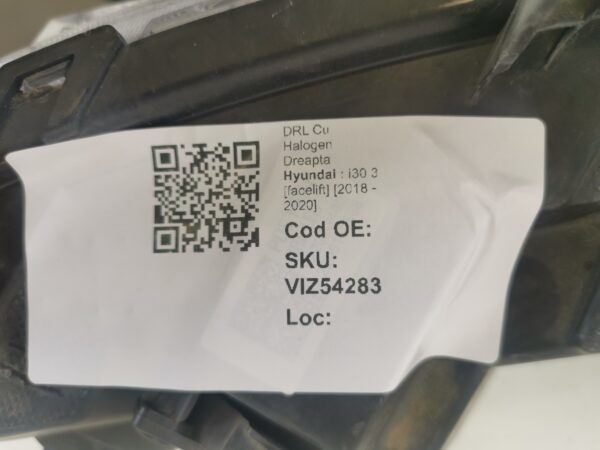 DRL Cu
Halogen
Dreapta
Hyundai : i30 3
[facelift] [2018 -
2020]
Cod OE:
SKU:
VIZ54283
Loc: